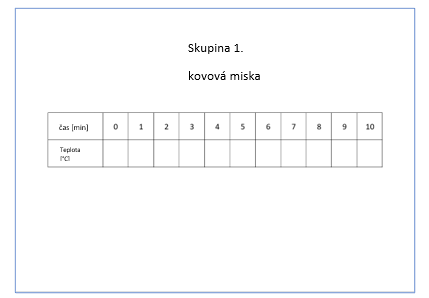 Skupina 1.
kovová miska
čas [min] 0 1 2 3 4 5 6 7 8 9 10
Teplota
[°C]